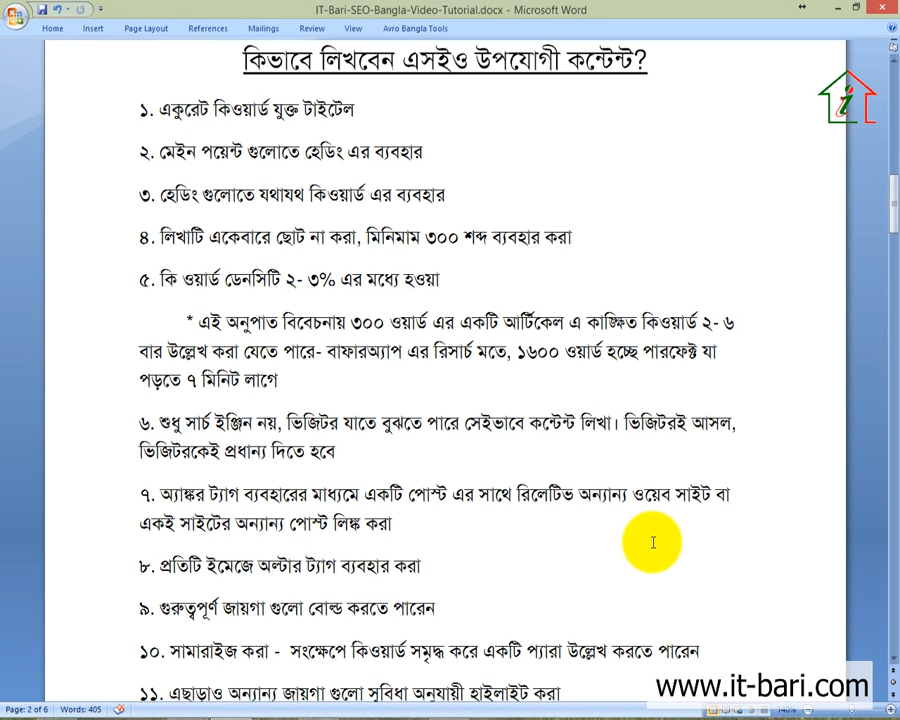 IT-Bari-SEO-Bangla-Video-Tutorial.docx - Microsoft Word
Home Insert Page Layout References Mailings Review View Avro Bangla Tools
কিভাবে লিখবেন এসইও উপযোগী কন্টেন্ট?
১. একুরেট কিওয়ার্ড যুক্ত টাইটেল
২. মেইন পয়েন্ট গুলোতে হেডিং এর ব্যবহার
৩. হেডিং গুলোতে যথাযথ কিওয়ার্ড এর ব্যবহার
৪. লিখাটি একেবারে ছোট না করা, মিনিমাম ৩০০ শব্দ ব্যবহার করা
৫. কি ওয়ার্ড ডেনসিটি ২- ৩% এর মধ্যে হওয়া
* এই অনুপাত বিবেচনায় ৩০০ ওয়ার্ড এর একটি আর্টিকেল এ কাঙ্ক্ষিত কিওয়ার্ড ২- ৬
বার উল্লেখ করা যেতে পারে- বাফারঅ্যাপ এর রিসার্চ মতে, ১৬০০ ওয়ার্ড হচ্ছে পারফেক্ট যা
পড়তে ৭ মিনিট লাগে
৬. শুধু সার্চ ইঞ্জিন নয়, ভিজিটর যাতে বুঝতে পারে সেইভাবে কন্টেন্ট লিখা। ভিজিটরই আসল,
ভিজিটরকেই প্রধান্য দিতে হবে
৭. অ্যাঙ্কর ট্যাগ ব্যবহারের মাধ্যমে একটি পোস্ট এর সাথে রিলেটিভ অন্যান্য ওয়েব সাইট বা
একই সাইটের অন্যান্য পোস্ট লিঙ্ক করা
৮. প্রতিটি ইমেজে অল্টার ট্যাগ ব্যবহার করা
৯. গুরুত্বপূর্ণ জায়গা গুলো বোল্ড করতে পারেন
১০. সামারাইজ করা - সংক্ষেপে কিওয়ার্ড সমৃদ্ধ করে একটি প্যারা উল্লেখ করতে পারেন
১১. এছাড়াও অন্যান্য জায়গা গুলো সুবিধা অনুযায়ী হাইলাইট করা
www.it-bari.com
Page: 2 of 6 Words: 405 140%